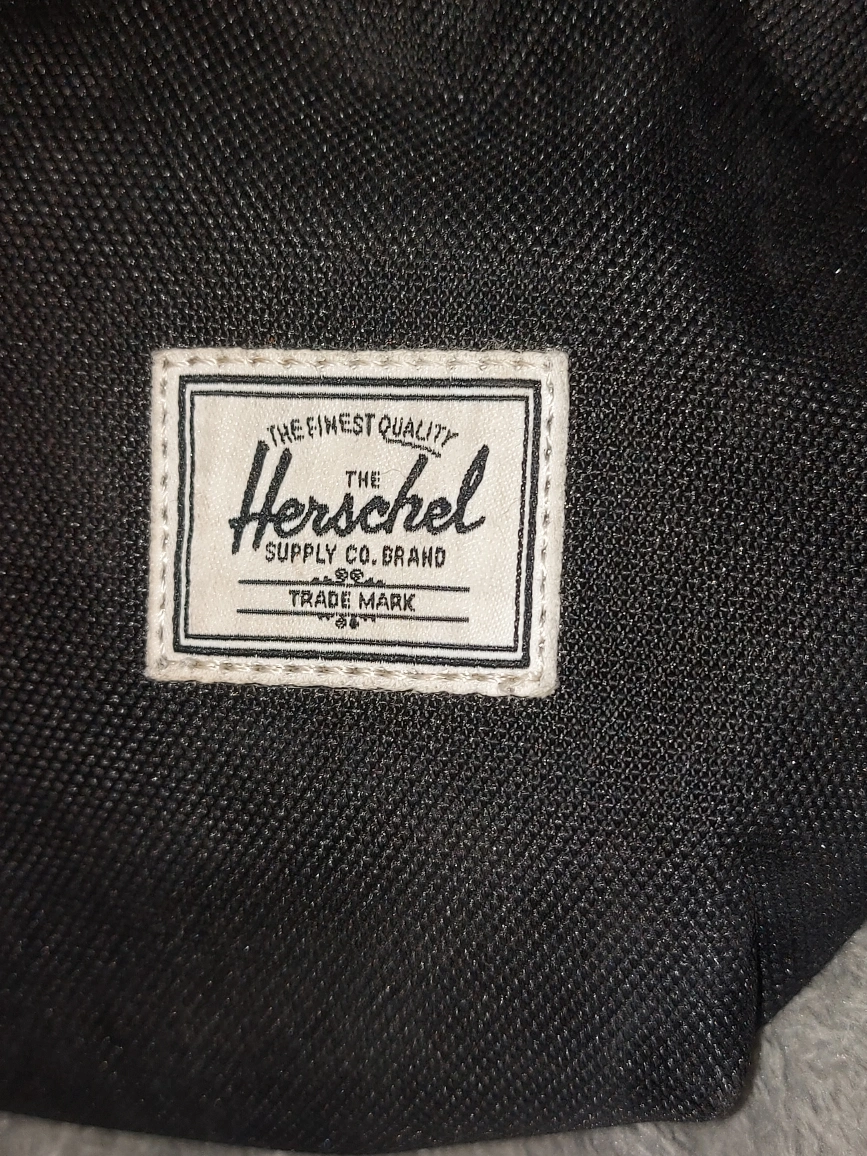 THE FINEST QUALITY
THE
Herschel
SUPPLY CO. BRAND
TRADE MARK